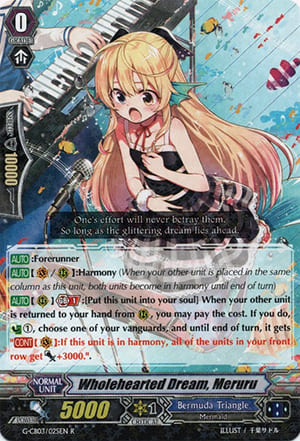 0
One's effort will never betray them.
So long as the glittering dream lies ahead.
10000
AUTO :Forerunner
AUTO [ / ]:Harmony (When your other unit is placed in the same
column as this unit, both units become in harmony until end of turn)
AUTO [ / ] 1 :[Put this unit into your soul] When your other unit
is returned to your hand from , you may pay the cost. If you do,
, choose one of your vanguards, and until end of turn, it gets
CONT [ ]:If this unit is in harmony, all of the units in your
front row get +3000.".
NORMAL
UNIT
Wholehearted Dream, Meruru
POWER
5000
1
CRITICAL
Bermuda Triangle
Mermaid
G-CB03/025EN R
ILLUST / 千葉サドル